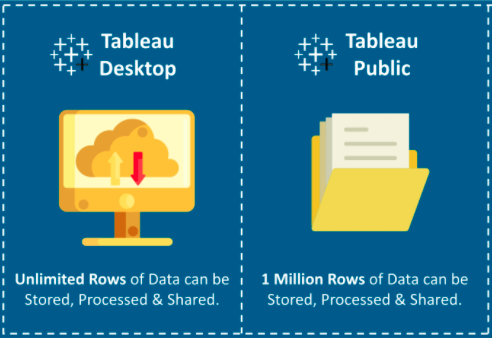 Tableau
Desktop
Unlimited Rows of Data can be
Stored, Processed & Shared.
Tableau
Public
1 Million Rows of Data can be
Stored, Processed & Shared.